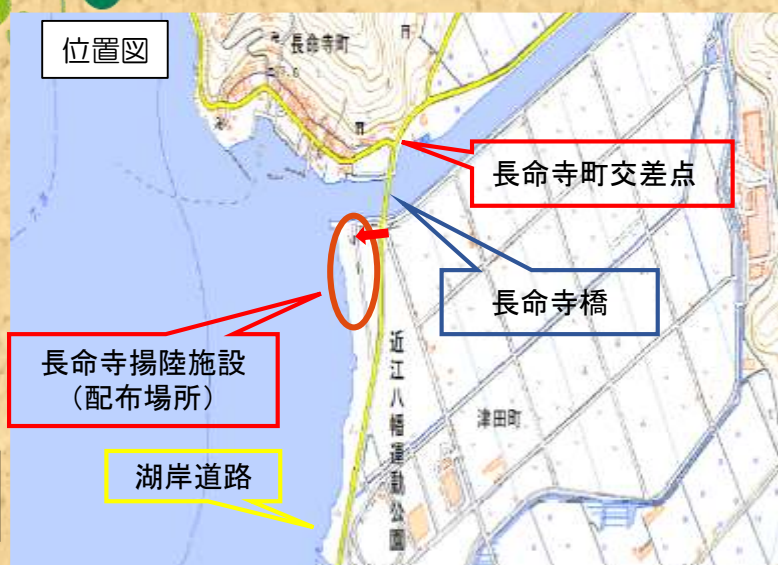 位置図
長命寺町
長命寺町交差点
長命寺橋
長命寺揚陸施設
（配布場所）
近江八幡運動公園
津田町
湖岸道路